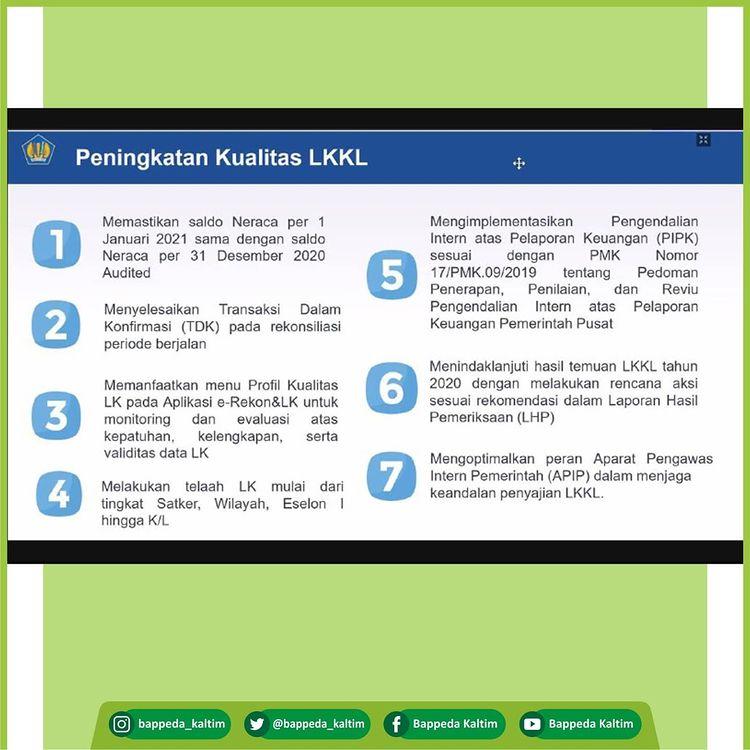 Peningkatan Kualitas LKKL
1
Memastikan saldo Neraca per 1
Januari 2021 sama dengan saldo
Neraca per 31 Desember 2020
Audited
2
Menyelesaikan Transaksi Dalam
Konfirmasi (TDK) pada rekonsiliasi
periode berjalan
3
Memanfaatkan menu Profil Kualitas
LK pada Aplikasi e-Rekon&LK untuk
monitoring dan evaluasi atas
kepatuhan, kelengkapan, serta
validitas data LK
4
Melakukan telaah LK mulai dari
tingkat Satker, Wilayah, Eselon I
hingga K/L
5
Mengimplementasikan Pengendalian
Intern atas Pelaporan Keuangan (PIPK)
sesuai dengan PMK Nomor
17/PMK.09/2019 tentang Pedoman
Penerapan, Penilaian, dan Reviu
Pengendalian Intern atas Pelaporan
Keuangan Pemerintah Pusat
6
Menindaklanjuti hasil temuan LKKL tahun
2020 dengan melakukan rencana aksi
sesuai rekomendasi dalam Laporan Hasil
Pemeriksaan (LHP)
7
Mengoptimalkan peran Aparat Pengawas
Intern Pemerintah (APIP) dalam menjaga
keandalan penyajian LKKL.
bappeda_kaltim
@bappeda_kaltim
Bappeda Kaltim
Bappeda Kaltim